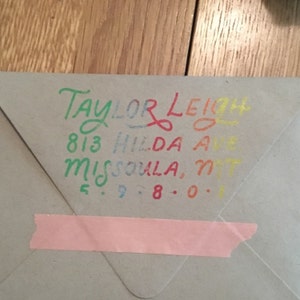 Taylor Leigh
813 Hilda Ave
Missoula, MT
5·9·8·0·1